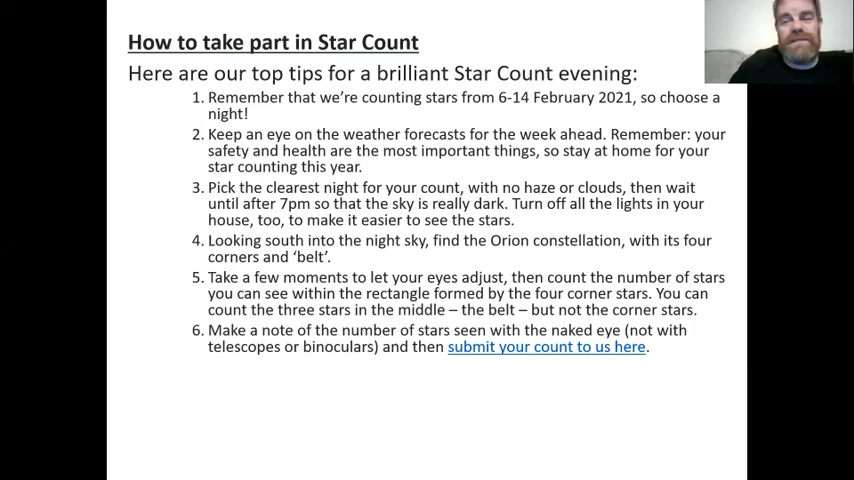 How to take part in Star Count
Here are our top tips for a brilliant Star Count evening:
1. Remember that we’re counting stars from 6-14 February 2021, so choose a
night!
2. Keep an eye on the weather forecasts for the week ahead. Remember: your
safety and health are the most important things, so stay at home for your
star counting this year.
3. Pick the clearest night for your count, with no haze or clouds, then wait
until after 7pm so that the sky is really dark. Turn off all the lights in your
house, too, to make it easier to see the stars.
4. Looking south into the night sky, find the Orion constellation, with its four
corners and ‘belt’.
5. Take a few moments to let your eyes adjust, then count the number of stars
you can see within the rectangle formed by the four corner stars. You can
count the three stars in the middle – the belt – but not the corner stars.
6. Make a note of the number of stars seen with the naked eye (not with
telescopes or binoculars) and then submit your count to us here.